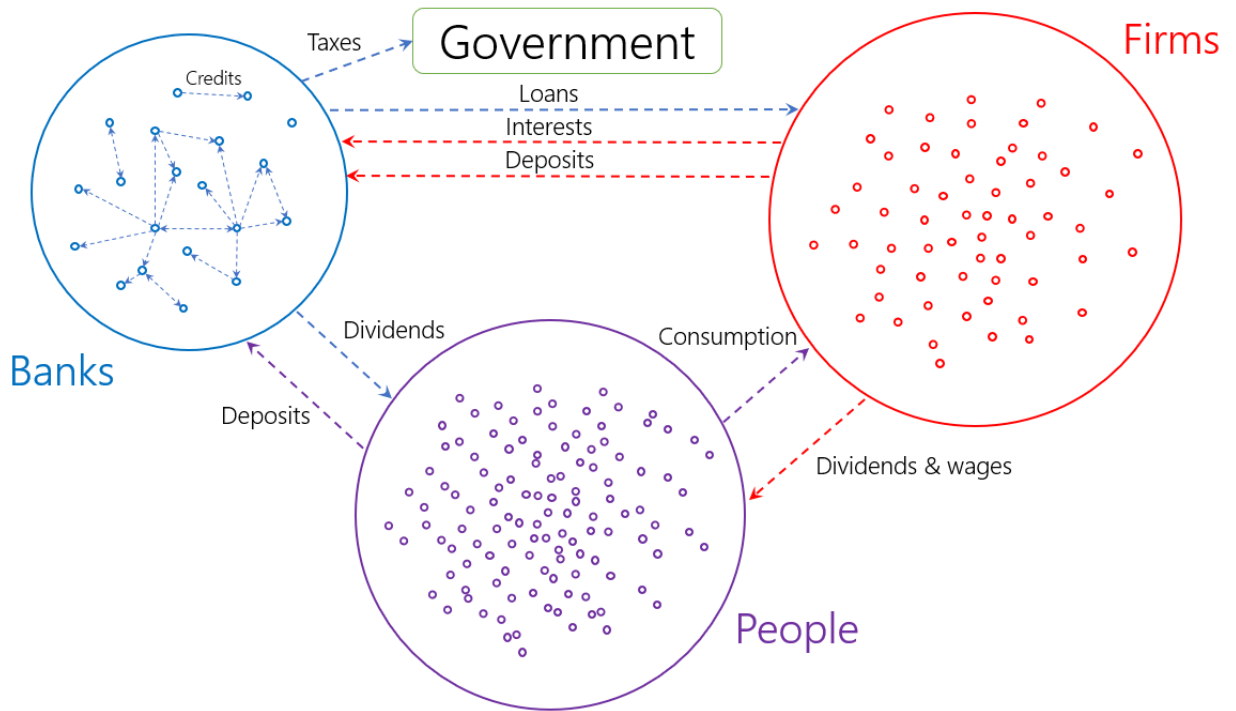 Government
Firms
Taxes
Credits
Loans
Interests
Deposits
Dividends
Consumption
Banks
Deposits
Dividends & wages
People